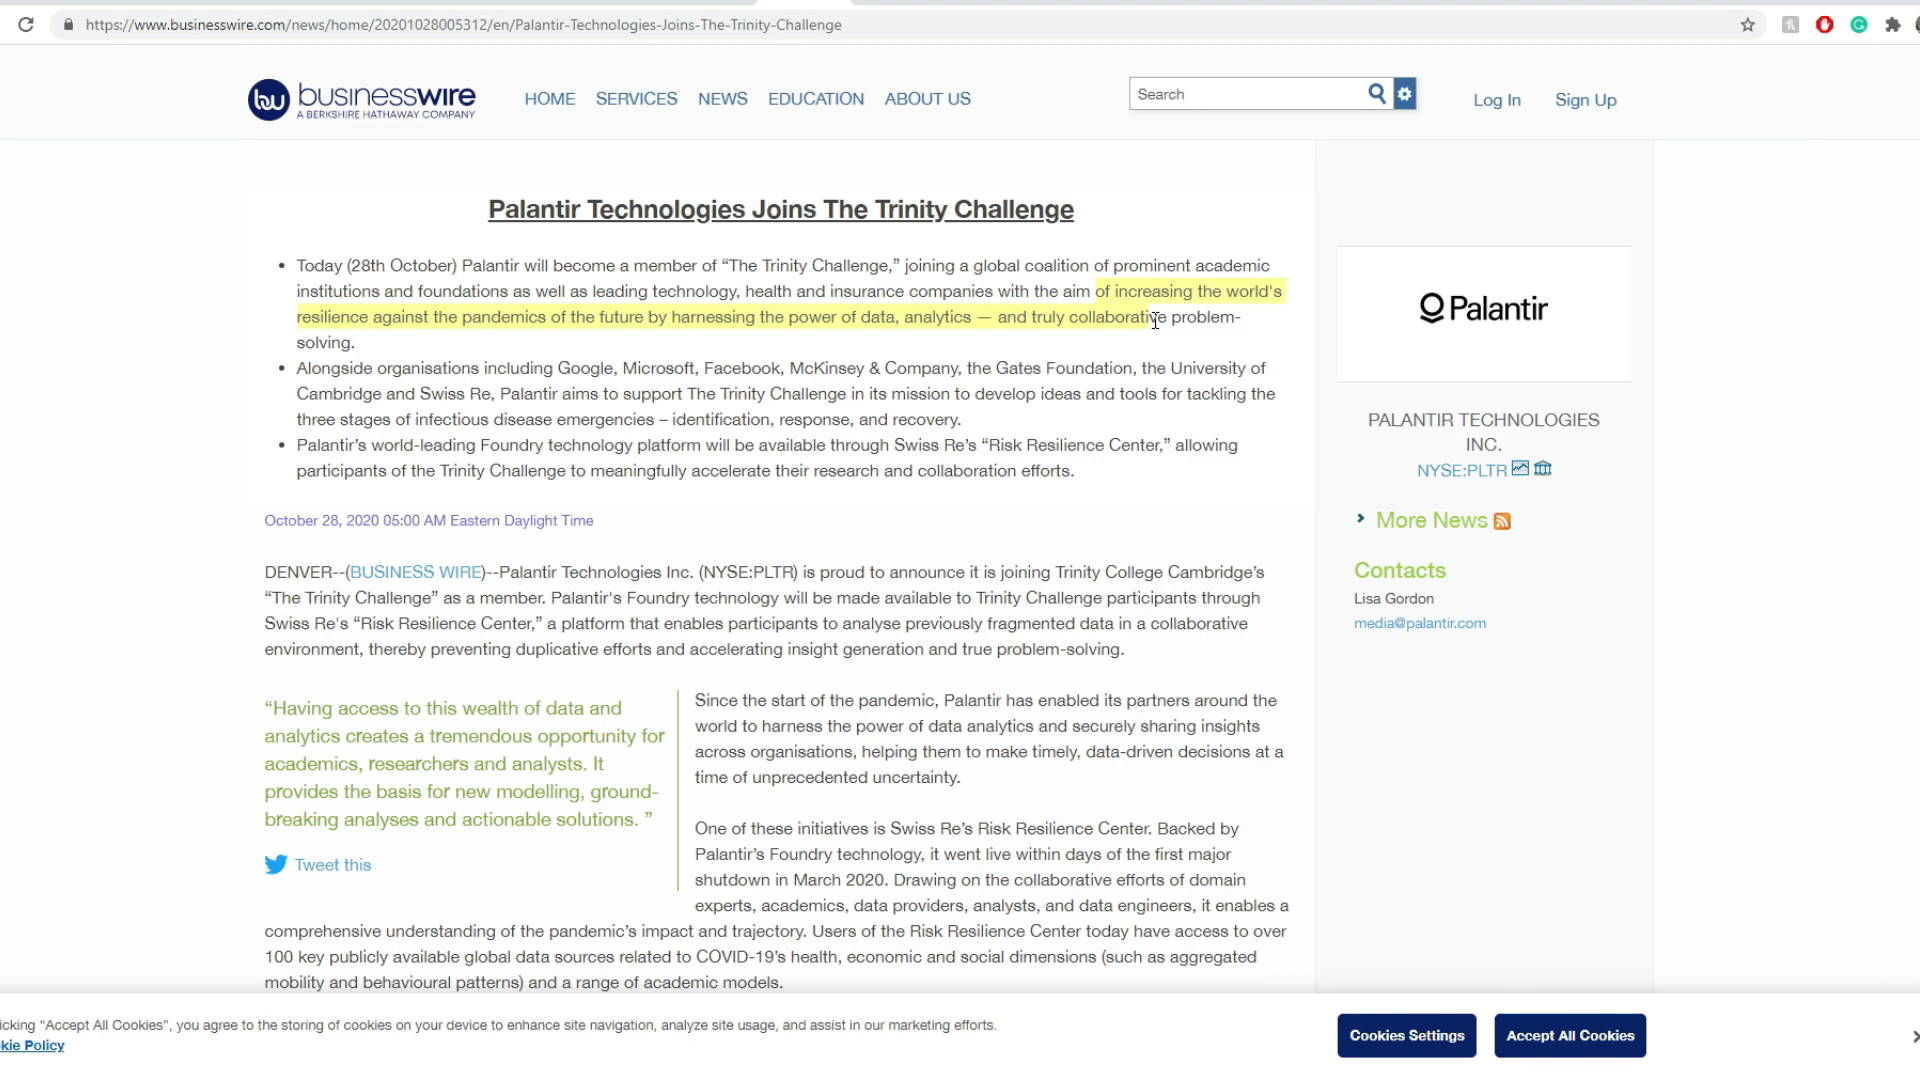 https://www.businesswire.com/news/home/20201028005312/en/Palantir-Technologies-Joins-The-Trinity-Challenge
bw businesswire
A BERKSHIRE HATHAWAY COMPANY
HOME SERVICES NEWS EDUCATION ABOUT US
Search
Log In Sign Up
Palantir Technologies Joins The Trinity Challenge
• Today (28th October) Palantir will become a member of “The Trinity Challenge,” joining a global coalition of prominent academic
institutions and foundations as well as leading technology, health and insurance companies with the aim of increasing the world's
resilience against the pandemics of the future by harnessing the power of data, analytics — and truly collaborative problem-
solving.
• Alongside organisations including Google, Microsoft, Facebook, McKinsey & Company, the Gates Foundation, the University of
Cambridge and Swiss Re, Palantir aims to support The Trinity Challenge in its mission to develop ideas and tools for tackling the
three stages of infectious disease emergencies – identification, response, and recovery.
• Palantir’s world-leading Foundry technology platform will be available through Swiss Re’s “Risk Resilience Center,” allowing
participants of the Trinity Challenge to meaningfully accelerate their research and collaboration efforts.
October 28, 2020 05:00 AM Eastern Daylight Time
DENVER--(BUSINESS WIRE)--Palantir Technologies Inc. (NYSE:PLTR) is proud to announce it is joining Trinity College Cambridge’s
“The Trinity Challenge” as a member. Palantir's Foundry technology will be made available to Trinity Challenge participants through
Swiss Re's “Risk Resilience Center,” a platform that enables participants to analyse previously fragmented data in a collaborative
environment, thereby preventing duplicative efforts and accelerating insight generation and true problem-solving.
“Having access to this wealth of data and
analytics creates a tremendous opportunity for
academics, researchers and analysts. It
provides the basis for new modelling, ground-
breaking analyses and actionable solutions. ”
Tweet this
Since the start of the pandemic, Palantir has enabled its partners around the
world to harness the power of data analytics and securely sharing insights
across organisations, helping them to make timely, data-driven decisions at a
time of unprecedented uncertainty.
One of these initiatives is Swiss Re’s Risk Resilience Center. Backed by
Palantir’s Foundry technology, it went live within days of the first major
shutdown in March 2020. Drawing on the collaborative efforts of domain
experts, academics, data providers, analysts, and data engineers, it enables a
comprehensive understanding of the pandemic’s impact and trajectory. Users of the Risk Resilience Center today have access to over
100 key publicly available global data sources related to COVID-19’s health, economic and social dimensions (such as aggregated
mobility and behavioural patterns) and a range of academic models.
Palantir
PALANTIR TECHNOLOGIES
INC.
NYSE:PLTR
More News
Contacts
Lisa Gordon
media@palantir.com
icking “Accept All Cookies”, you agree to the storing of cookies on your device to enhance site navigation, analyze site usage, and assist in our marketing efforts.
kie Policy
Cookies Settings
Accept All Cookies